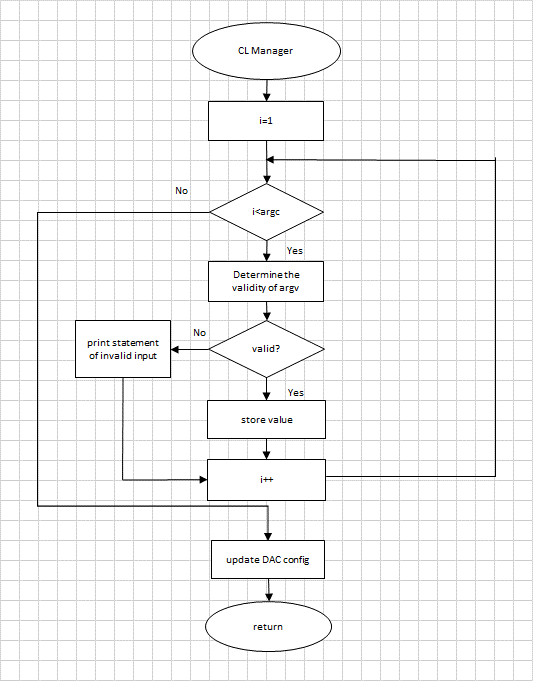 CL Manager
i=1
No
i<argc
Yes
Determine the
validity of argv
No
print statement
of invalid input
valid?
Yes
store value
i++
update DAC config
return